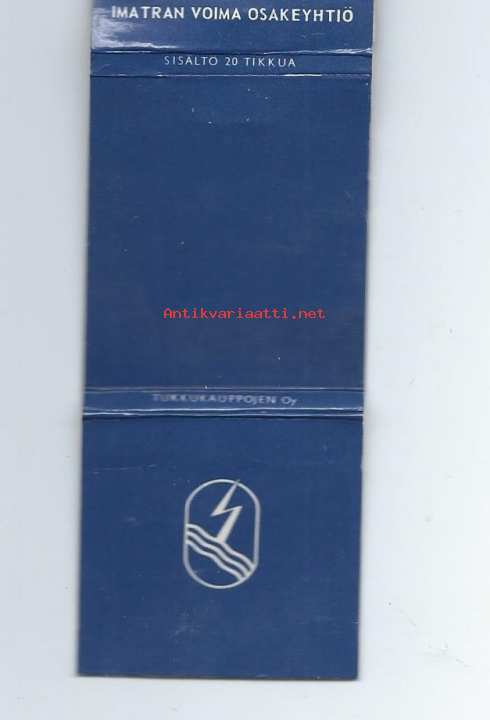 IMATRAN VOIMA OSAKEYHTIÖ
SISÄLTÖ 20 TIKKUA
Antikvariaatti.net
TUKKUKAUPPOJEN Oy